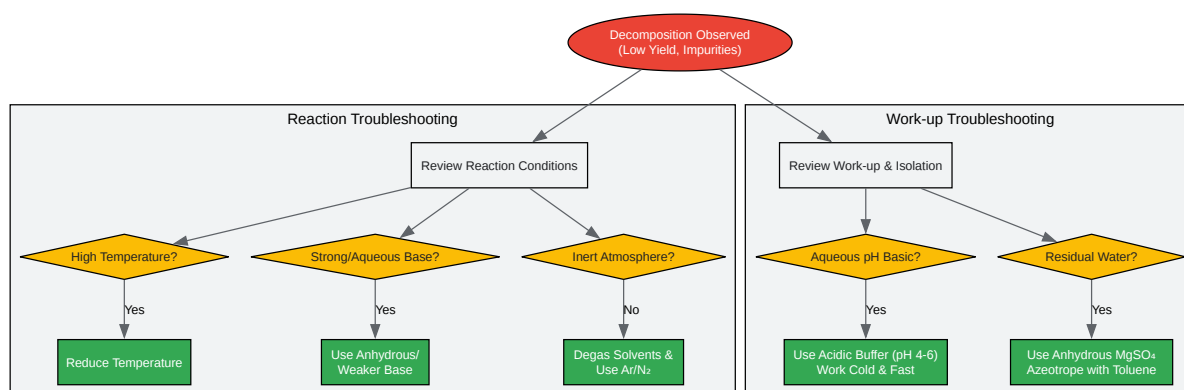 Decomposition Observed
(Low Yield, Impurities)
Reaction Troubleshooting
Work-up Troubleshooting
Review Reaction Conditions
Review Work-up & Isolation
High Temperature?
Strong/Aqueous Base?
Inert Atmosphere?
Aqueous pH Basic?
Residual Water?
Yes
Yes
No
Yes
Yes
Reduce Temperature
Use Anhydrous/
Weaker Base
Degas Solvents &
Use Ar/N₂
Use Acidic Buffer (pH 4-6)
Work Cold & Fast
Use Anhydrous MgSO₄
Azeotrope with Toluene